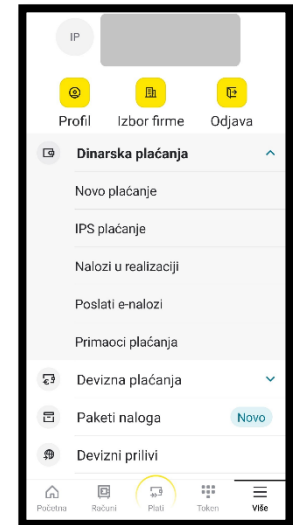 IP
Profil Izbor firme Odjava
Dinarska plaćanja
Novo plaćanje
IPS plaćanje
Nalozi u realizaciji
Poslati e-nalozi
Primaoci plaćanja
Devizna plaćanja
Paketi naloga Novo
Devizni prilivi
Početna Računi Plati Token Više